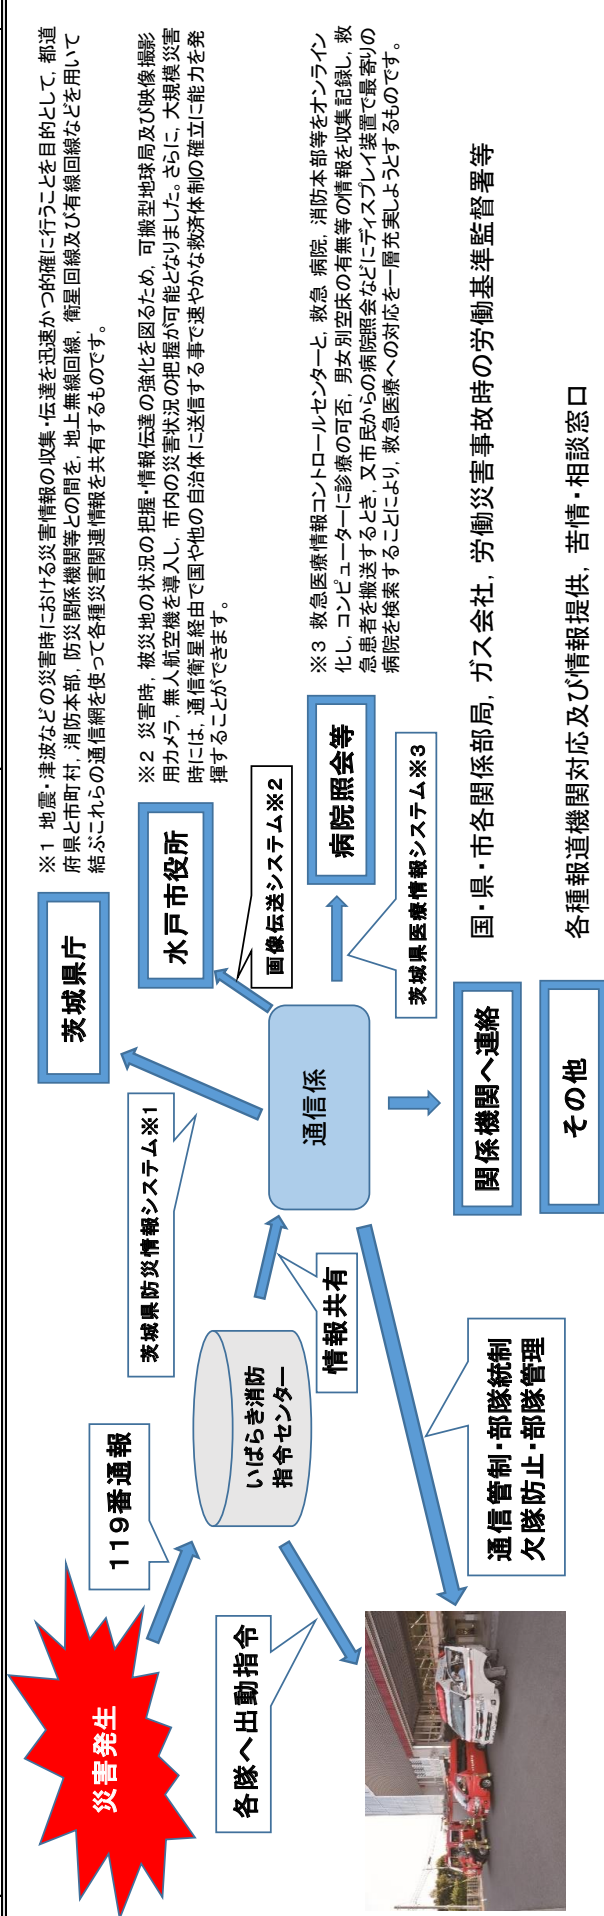 災害発生
119番通報
いばらき消防
指令センター
各隊へ出動指令
情報共有
通信係
茨城県防災情報システム※1
茨城県庁
※1 地震・津波などの災害時における災害情報の収集・伝達を迅速かつ的確に行うことを目的として，都道
府県と市町村，消防本部，防災関係機関等との間を，地上無線回線，衛星回線及び有線回線などを用いて
結ぶこれらの通信網を使って各種災害関連情報を共有するものです。
画像伝送システム※2
水戸市役所
※2 災害時，被災地の状況の把握・情報伝達の強化を図るため，可搬型地球局及び映像撮影
用カメラ，無人航空機を導入し，市内の災害状況の把握が可能となりました。さらに，大規模災害
時には，通信衛星経由で国や他の自治体に送信する事で速やかな救済体制の確立に能力を発
揮することができます。
茨城県医療情報システム※3
病院照会等
※3 救急医療情報コントロールセンターと，救急 病院，消防本部等をオンライン
化し，コンピューターに診療の可否，男女別空床の有無等の情報を収集記録し，救
急患者を搬送するとき，又市民からの病院照会などにディスプレイ装置で最寄りの
病院を検索することにより，救急医療への対応を一層充実しようとするものです。
通信管制・部隊統制
欠隊防止・部隊管理
関係機関へ連絡
国・県・市各関係部局，ガス会社，労働災害事故時の労働基準監督署等
その他
各種報道機関対応及び情報提供，苦情・相談窓口